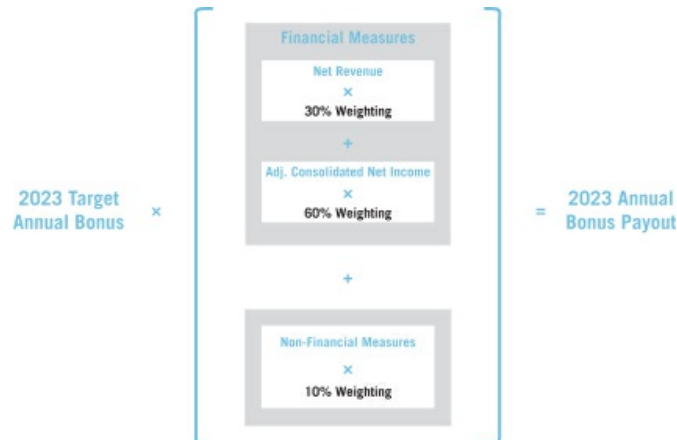 Financial Measures
Net Revenue
×
30% Weighting
+
Adj. Consolidated Net Income
×
60% Weighting
2023 Target
Annual Bonus
×
=
2023 Annual
Bonus Payout
+
Non-Financial Measures
×
10% Weighting